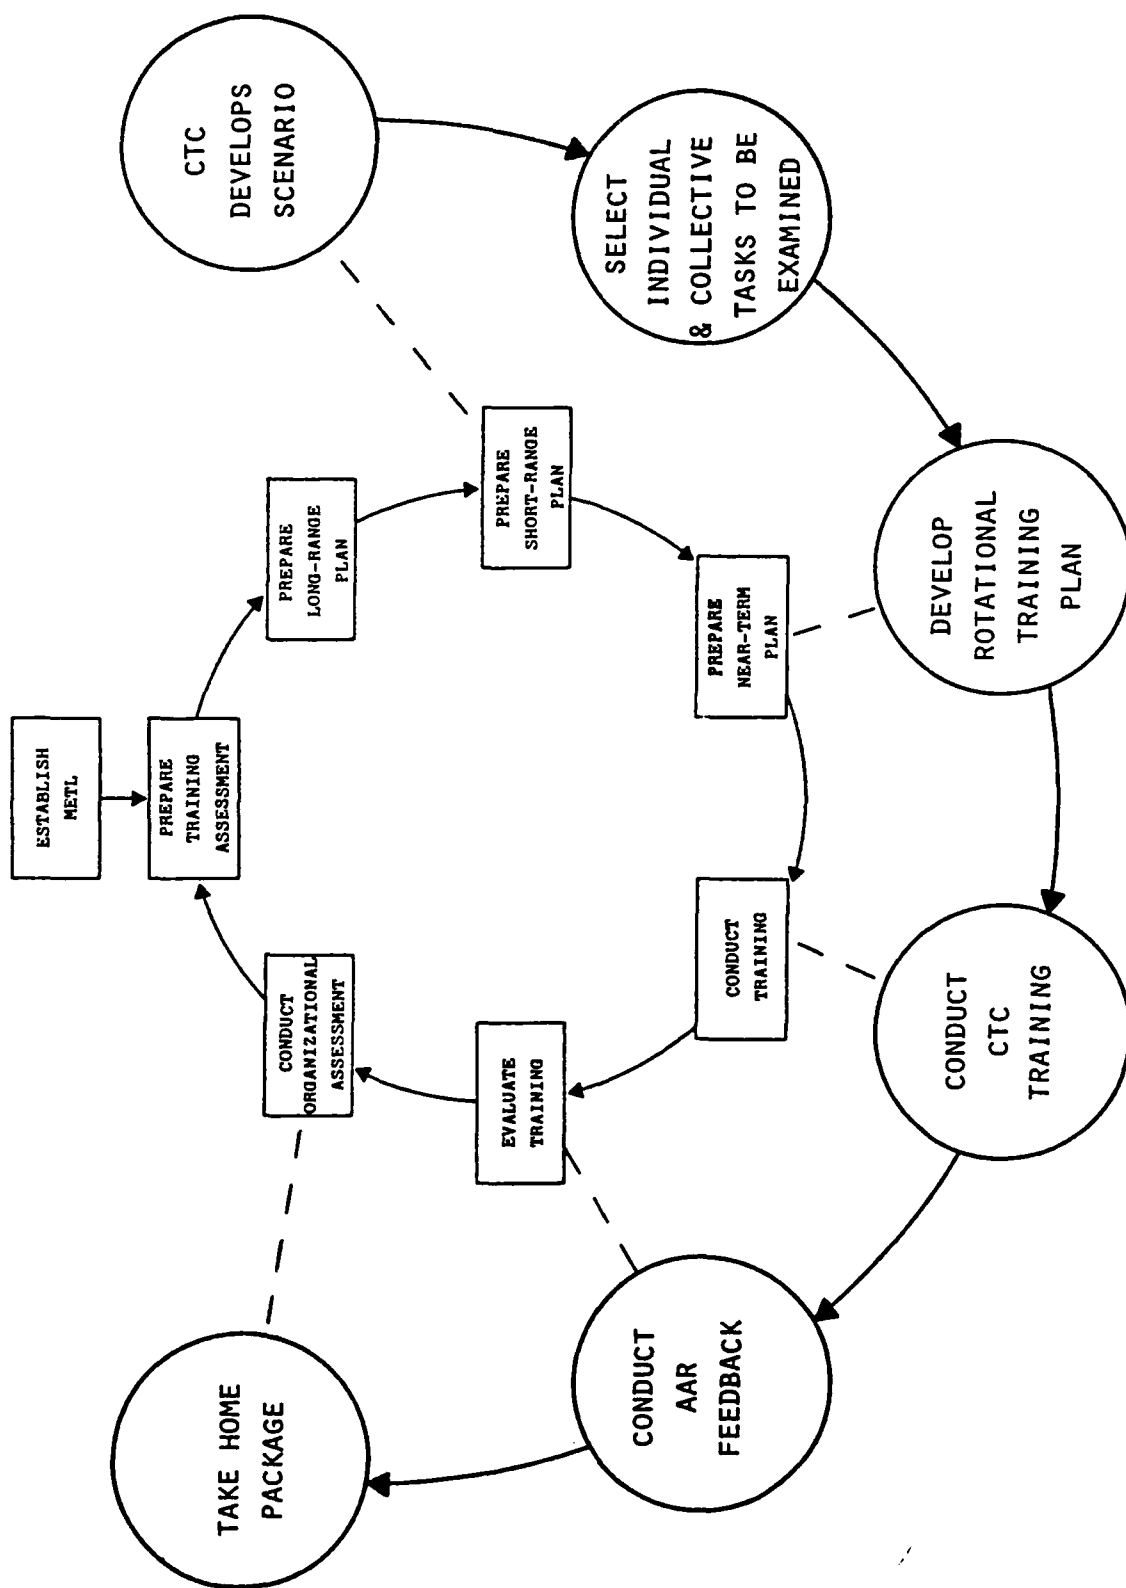 ESTABLISH
METL
PREPARE
TRAINING
ASSESSMENT
PREPARE
LONG-RANGE
PLAN
PREPARE
SHORT-RANGE
PLAN
PREPARE
NEAR-TERM
PLAN
CONDUCT
TRAINING
EVALUATE
TRAINING
CONDUCT
ORGANIZATIONAL
ASSESSMENT
CTC
DEVELOPS
SCENARIO
SELECT
INDIVIDUAL
& COLLECTIVE
TASKS TO BE
EXAMINED
DEVELOP
ROTATIONAL
TRAINING
PLAN
CONDUCT
CTC
TRAINING
CONDUCT
AAR
FEEDBACK
TAKE HOME
PACKAGE